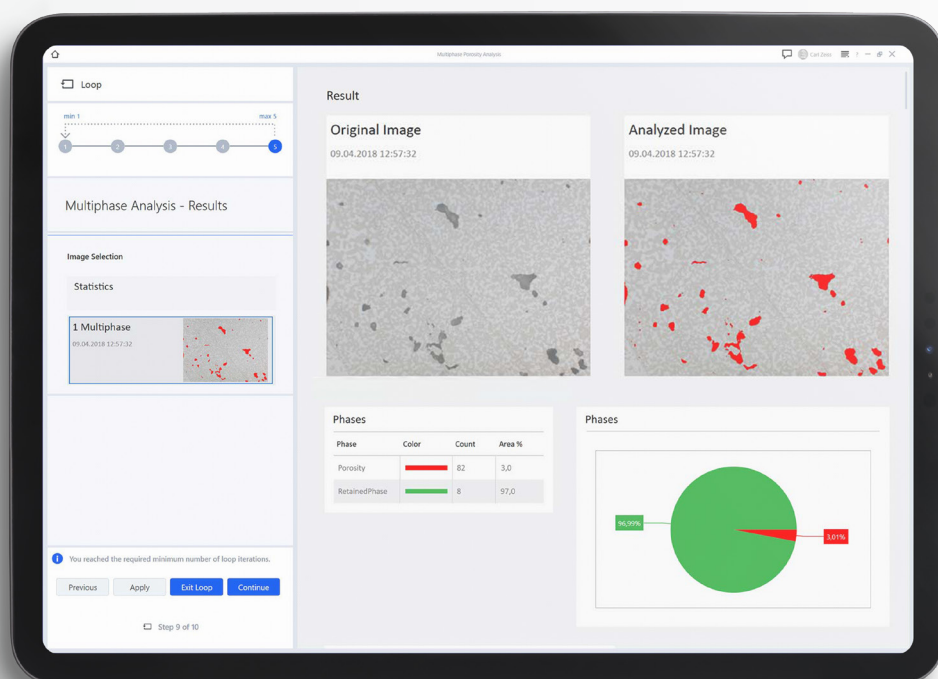 Multiphase Porosity Analysis
?
Loop
min 1
max 5
1
2
3
4
5
Multiphase Analysis - Results
Image Selection
Statistics
1 Multiphase
09.04.2018 12:57:32
You reached the required minimum number of loop iterations.
Previous
Apply
Exit Loop
Continue
Step 9 of 10
Result
Original Image
09.04.2018 12:57:32
Analyzed Image
09.04.2018 12:57:32
Phases
Phase Color Count Area %
Porosity 82 3,0
RetainedPhase 8 97,0
Phases
96,99%
3,01%